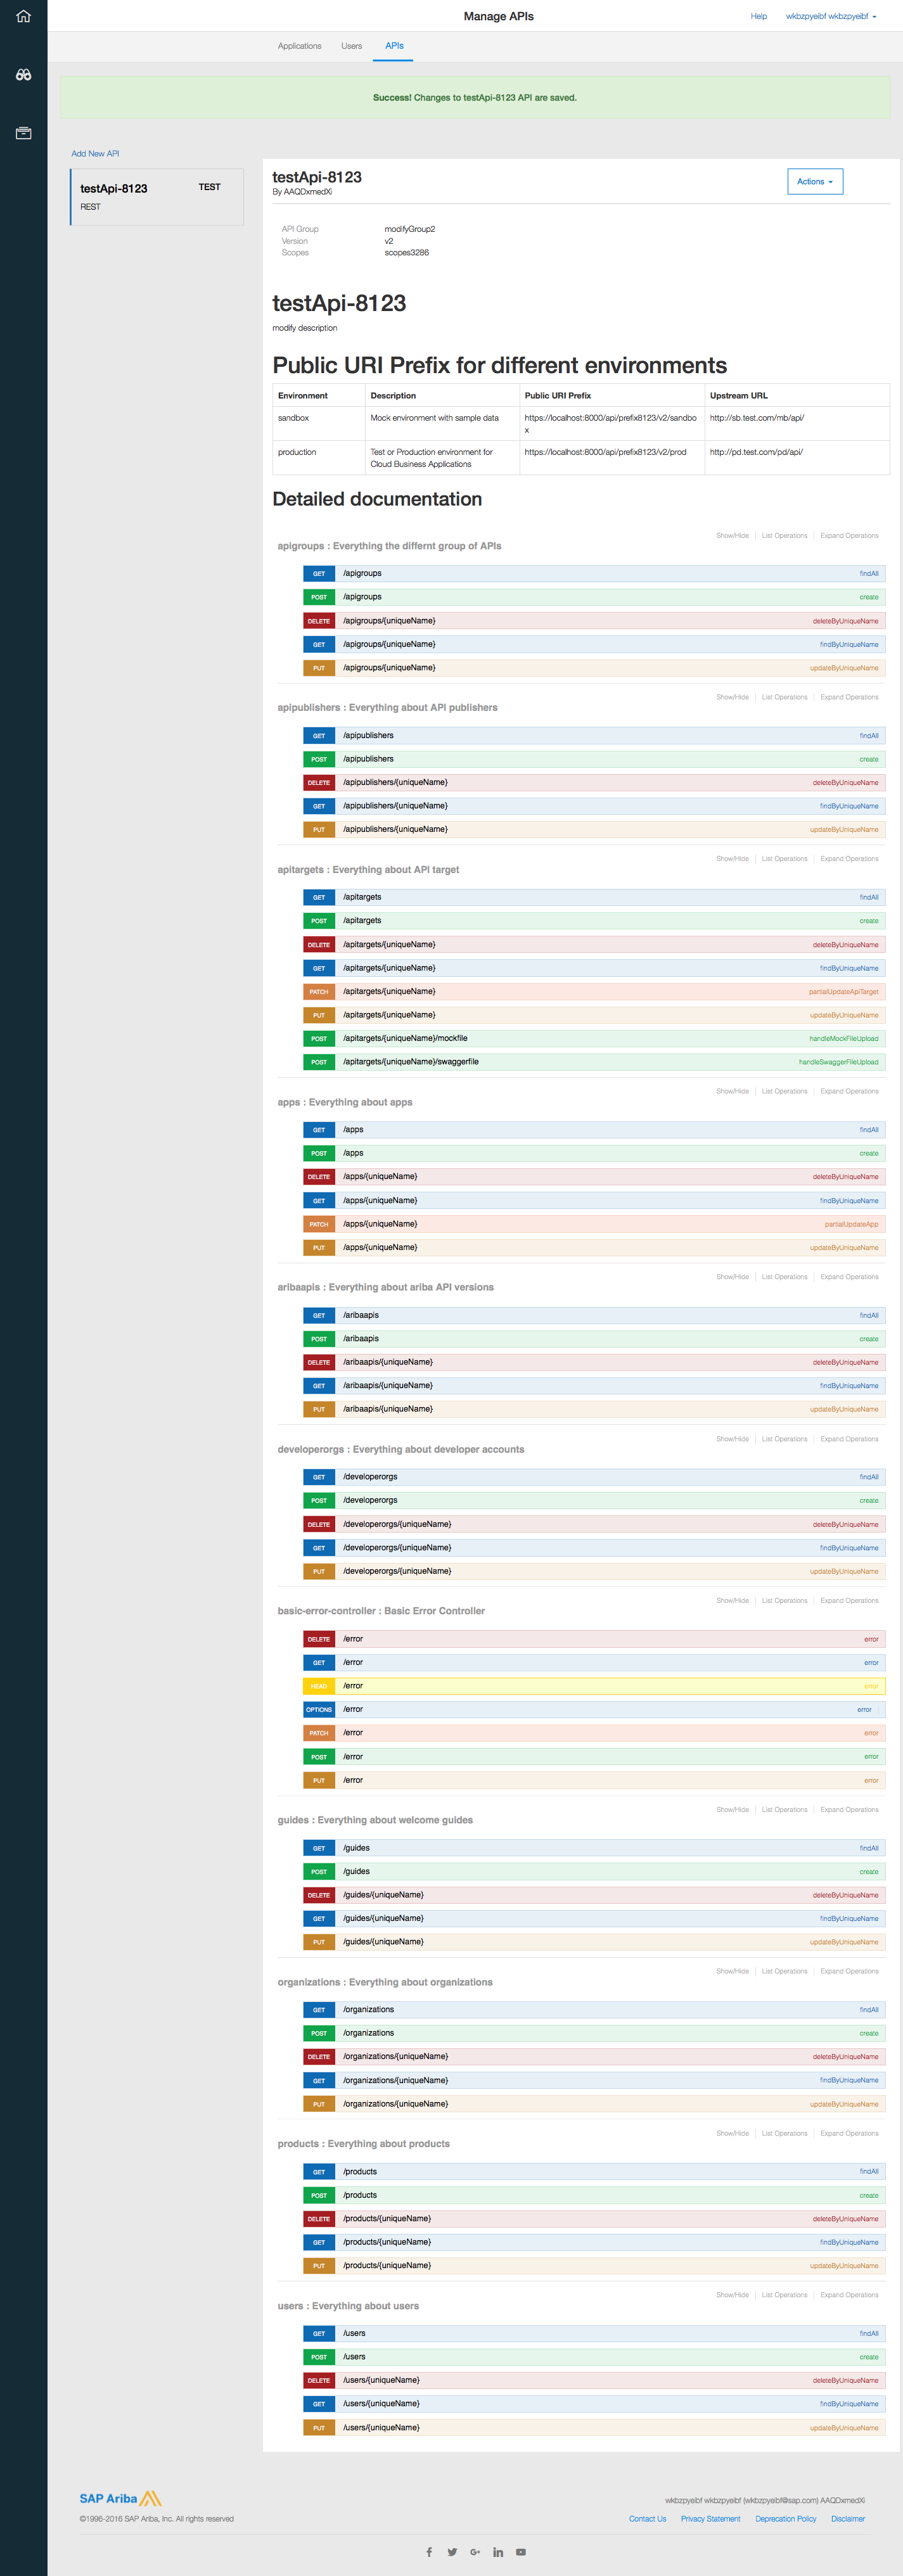 Manage APIs
Help
wkbzpyeibf wkbzpyeibf
Applications
Users
APIs
Success! Changes to testApi-8123 API are saved.
Add New API
testApi-8123
TEST
REST
testApi-8123
By AAQDxmedXi
Actions
API Group modifyGroup2
Version v2
Scopes scopes3286
testApi-8123
modify description
Public URI Prefix for different environments
Environment Description Public URI Prefix Upstream URL
sandbox Mock environment with sample data https://localhost:8000/api/prefix8123/v2/sandbo http://sb.test.com/mb/api/
x
production Test or Production environment for https://localhost:8000/api/prefix8123/v2/prod http://pd.test.com/pd/api/
Cloud Business Applications
Detailed documentation
Show/Hide List Operations Expand Operations
apigroups : Everything the differnt group of APIs
GET /apigroups findAll
POST /apigroups create
DELETE /apigroups/{uniqueName} deleteByUniqueName
GET /apigroups/{uniqueName} findByUniqueName
PUT /apigroups/{uniqueName} updateByUniqueName
Show/Hide List Operations Expand Operations
apipublishers : Everything about API publishers
GET /apipublishers findAll
POST /apipublishers create
DELETE /apipublishers/{uniqueName} deleteByUniqueName
GET /apipublishers/{uniqueName} findByUniqueName
PUT /apipublishers/{uniqueName} updateByUniqueName
Show/Hide List Operations Expand Operations
apitargets : Everything about API target
GET /apitargets findAll
POST /apitargets create
DELETE /apitargets/{uniqueName} deleteByUniqueName
GET /apitargets/{uniqueName} findByUniqueName
PATCH /apitargets/{uniqueName} partialUpdateApiTarget
PUT /apitargets/{uniqueName} updateByUniqueName
POST /apitargets/{uniqueName}/mockfile handleMockFileUpload
POST /apitargets/{uniqueName}/swaggerfile handleSwaggerFileUpload
Show/Hide List Operations Expand Operations
apps : Everything about apps
GET /apps findAll
POST /apps create
DELETE /apps/{uniqueName} deleteByUniqueName
GET /apps/{uniqueName} findByUniqueName
PATCH /apps/{uniqueName} partialUpdateApp
PUT /apps/{uniqueName} updateByUniqueName
Show/Hide List Operations Expand Operations
aribaapis : Everything about ariba API versions
GET /aribaapis findAll
POST /aribaapis create
DELETE /aribaapis/{uniqueName} deleteByUniqueName
GET /aribaapis/{uniqueName} findByUniqueName
PUT /aribaapis/{uniqueName} updateByUniqueName
Show/Hide List Operations Expand Operations
developerorgs : Everything about developer accounts
GET /developerorgs findAll
POST /developerorgs create
DELETE /developerorgs/{uniqueName} deleteByUniqueName
GET /developerorgs/{uniqueName} findByUniqueName
PUT /developerorgs/{uniqueName} updateByUniqueName
Show/Hide List Operations Expand Operations
basic-error-controller : Basic Error Controller
DELETE /error error
GET /error error
HEAD /error error
OPTIONS /error error
PATCH /error error
POST /error error
PUT /error error
Show/Hide List Operations Expand Operations
guides : Everything about welcome guides
GET /guides findAll
POST /guides create
DELETE /guides/{uniqueName} deleteByUniqueName
GET /guides/{uniqueName} findByUniqueName
PUT /guides/{uniqueName} updateByUniqueName
Show/Hide List Operations Expand Operations
organizations : Everything about organizations
GET /organizations findAll
POST /organizations create
DELETE /organizations/{uniqueName} deleteByUniqueName
GET /organizations/{uniqueName} findByUniqueName
PUT /organizations/{uniqueName} updateByUniqueName
Show/Hide List Operations Expand Operations
products : Everything about products
GET /products findAll
POST /products create
DELETE /products/{uniqueName} deleteByUniqueName
GET /products/{uniqueName} findByUniqueName
PUT /products/{uniqueName} updateByUniqueName
Show/Hide List Operations Expand Operations
users : Everything about users
GET /users findAll
POST /users create
DELETE /users/{uniqueName} deleteByUniqueName
GET /users/{uniqueName} findByUniqueName
PUT /users/{uniqueName} updateByUniqueName
SAP Ariba
wkbzpyeibf wkbzpyeibf (wkbzpyeibf@sap.com) AAQDxmedXi
©1996-2016 SAP Ariba, Inc. All rights reserved
Contact Us Privacy Statement Deprecation Policy Disclaimer